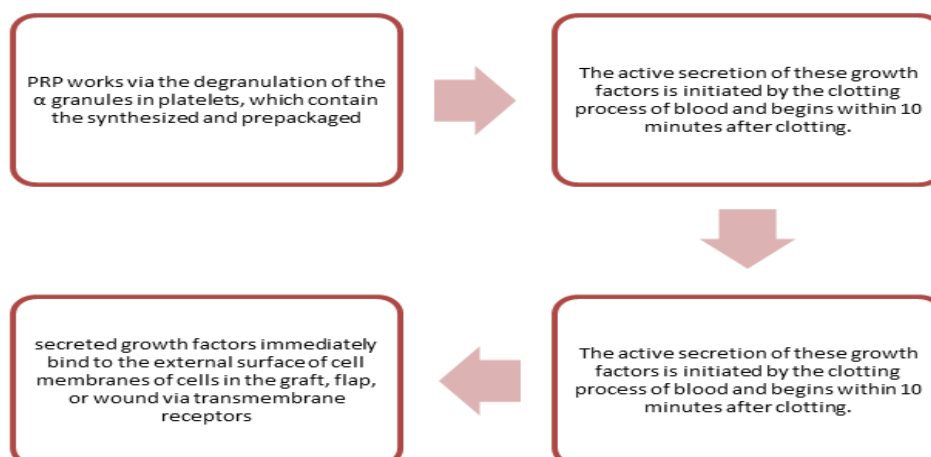 PRP works via the degranulation of the
α granules in platelets, which contain
the synthesized and prepackaged
The active secretion of these growth
factors is initiated by the clotting
process of blood and begins within 10
minutes after clotting.
The active secretion of these growth
factors is initiated by the clotting
process of blood and begins within 10
minutes after clotting.
secreted growth factors immediately
bind to the external surface of cell
membranes of cells in the graft, flap,
or wound via transmembrane
receptors